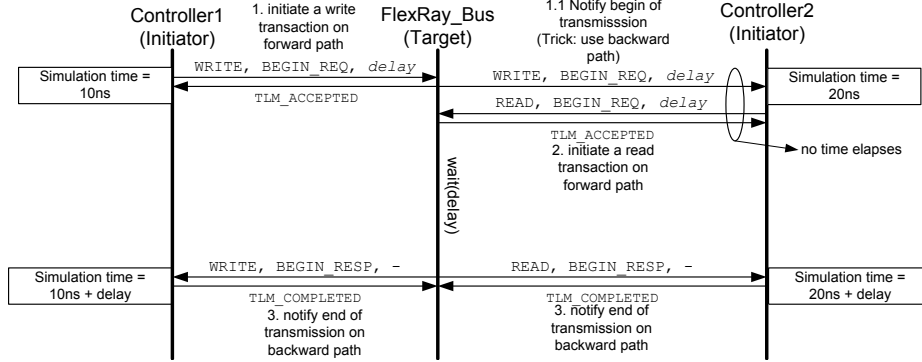 Controller1
(Initiator)
1. initiate a write
transaction on
forward path
FlexRay_Bus
(Target)
1.1 Notify begin of
transmisssion
(Trick: use backward
path)
Controller2
(Initiator)
Simulation time =
10ns
WRITE, BEGIN_REQ, delay
TLM_ACCEPTED
WRITE, BEGIN_REQ, delay
READ, BEGIN_REQ, delay
TLM_ACCEPTED
Simulation time =
20ns
no time elapses
2. initiate a read
transaction on
forward path
wait(delay)
Simulation time =
10ns + delay
WRITE, BEGIN_RESP, -
TLM_COMPLETED
3. notify end of
transmission on
backward path
READ, BEGIN_RESP, -
TLM_COMPLETED
3. notify end of
transmission on
backward path
Simulation time =
20ns + delay